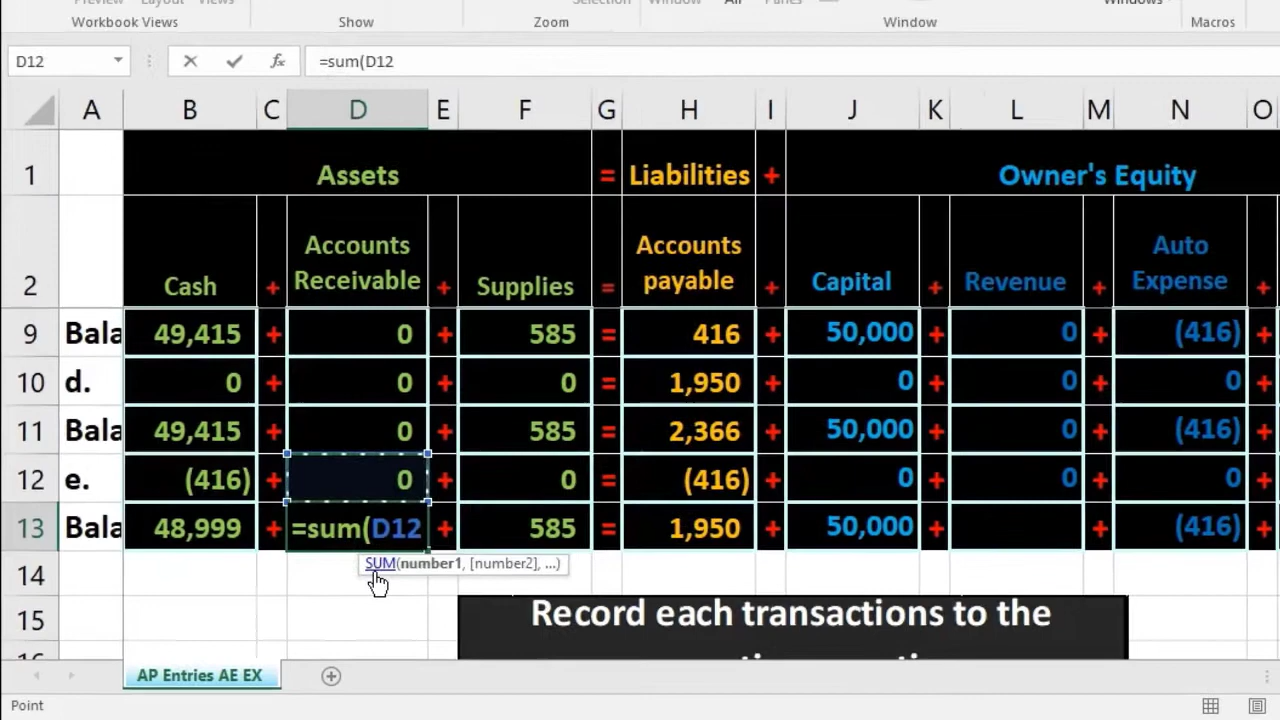 Preview Layout Views Selection Window All Panes Windows
Workbook Views Show Zoom Window Macros
D12 fx =sum(D12
A B C D E F G H I J K L M N O
1 Assets = Liabilities + Owner's Equity
Accounts Accounts Auto
Receivable payable Expense
2 Cash + + Supplies = + Capital + Revenue + +
9 Bala 49,415 + 0 + 585 = 416 + 50,000 + 0 + (416) +
10 d. 0 + 0 + 0 = 1,950 + 0 + 0 + 0 +
11 Bala 49,415 + 0 + 585 = 2,366 + 50,000 + 0 + (416) +
12 e. (416) + 0 + 0 = (416) + 0 + 0 + 0 +
13 Bala 48,999 + =sum(D12 + 585 = 1,950 + 50,000 + + (416) +
SUM(number1, [number2], ...)
14
15 Record each transactions to the
AP Entries AE EX
Point